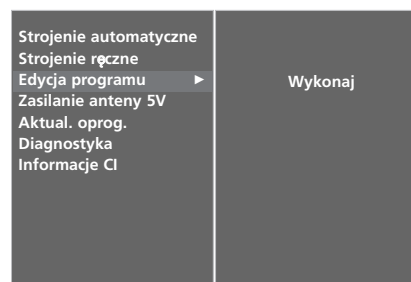 Strojenie automatyczne
Strojenie ręczne
Edycja programu ►
Wykonaj
Zasilanie anteny 5V
Aktual. oprog.
Diagnostyka
Informacje CI